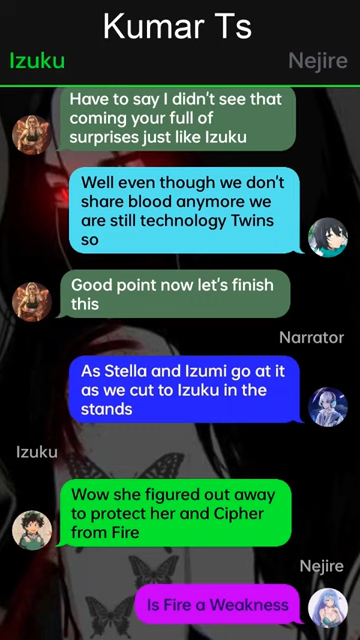 Kumar Ts
Izuku
Nejire
Have to say I didn't see that
coming your full of
surprises just like Izuku
Well even though we don't
share blood anymore we
are still technology Twins
so
Good point now let's finish
this
Narrator
As Stella and Izumi go at it
as we cut to Izuku in the
stands
Izuku
Wow she figured out away
to protect her and Cipher
from Fire
Nejire
Is Fire a Weakness